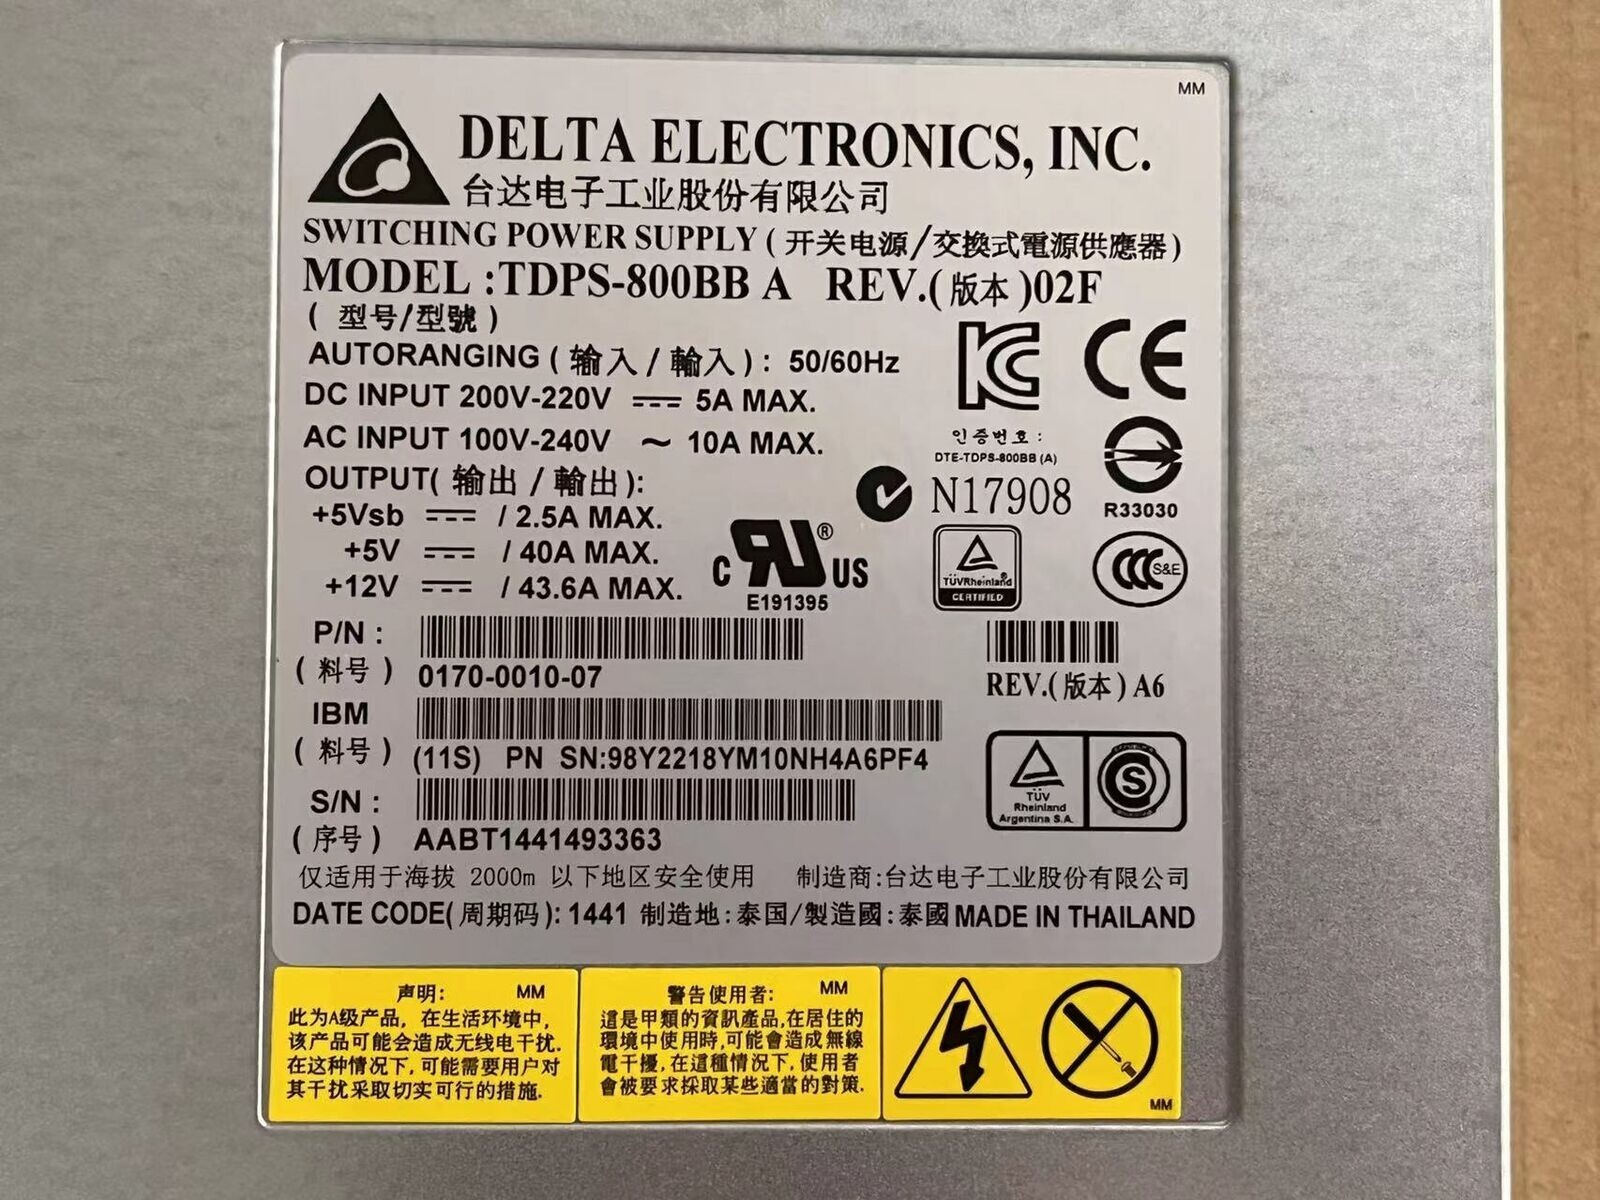 MM
DELTA ELECTRONICS, INC.
台达电子工业股份有限公司
SWITCHING POWER SUPPLY (开关电源/交換式電源供應器)
MODEL :TDPS-800BB A REV.(版本)02F
(型号/型號)
AUTORANGING (输入/輸入): 50/60Hz
DC INPUT 200V-220V ⎓ 5A MAX.
AC INPUT 100V-240V ~ 10A MAX.
OUTPUT(输出/輸出):
+5Vsb ⎓ / 2.5A MAX.
+5V ⎓ / 40A MAX.
+12V ⎓ / 43.6A MAX.
KC CE
인증번호:
DTE-TDPS-800BB (A)
N17908
R33030
c RU ® US
E191395
TÜVRheinland ®
CERTIFIED
CCC S&E
P/N :
(料号) 0170-0010-07
REV.(版本) A6
IBM
(料号) (11S) PN SN:98Y2218YM10NH4A6PF4
S/N :
(序号) AABT1441493363
TÜV
Rheinland
Argentina S.A.
S
仅适用于海拔 2000m 以下地区安全使用 制造商:台达电子工业股份有限公司
DATE CODE(周期码): 1441 制造地:泰国/製造國:泰國 MADE IN THAILAND
声明: MM
此为A级产品, 在生活环境中,
该产品可能会造成无线电干扰.
在这种情况下, 可能需要用户对
其干扰采取切实可行的措施.
警告使用者: MM
這是甲類的資訊產品,在居住的
環境中使用時,可能會造成無線
電干擾,在這種情況下,使用者
會被要求採取某些適當的對策.
MM